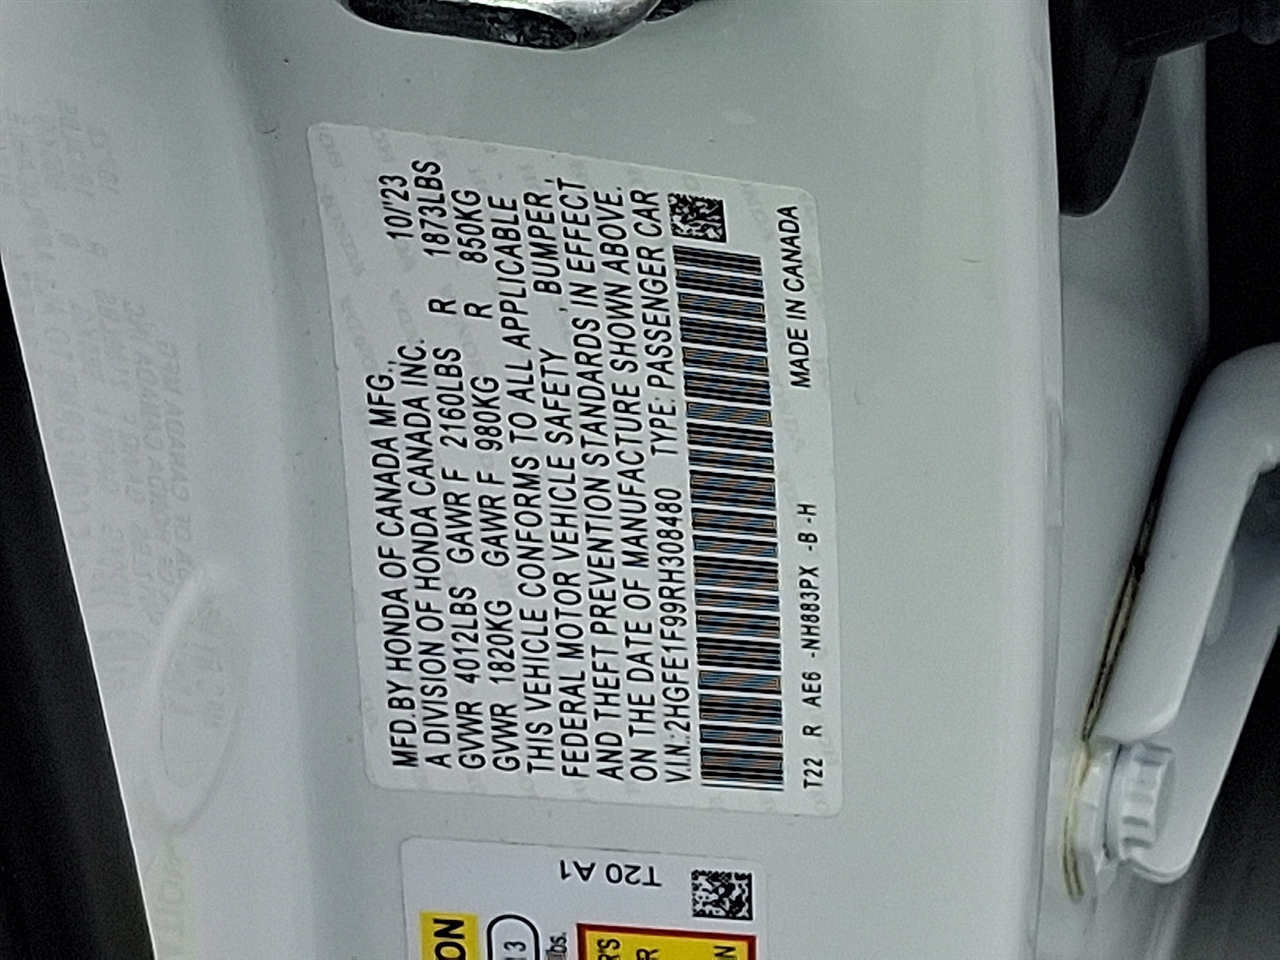 MFD.BY HONDA OF CANADA MFG.,
A DIVISION OF HONDA CANADA INC. 10/'23
GVWR 4012LBS GAWR F 2160LBS R 1873LBS
GVWR 1820KG GAWR F 980KG R 850KG
THIS VEHICLE CONFORMS TO ALL APPLICABLE
FEDERAL MOTOR VEHICLE SAFETY , BUMPER ,
AND THEFT PREVENTION STANDARDS IN EFFECT
ON THE DATE OF MANUFACTURE SHOWN ABOVE.
V.I.N.:2HGFE1F99RH308480 TYPE: PASSENGER CAR
T22 R AE6 -NH883PX -B -H MADE IN CANADA
T20 A1
ON
13
bs.
R'S
R
N